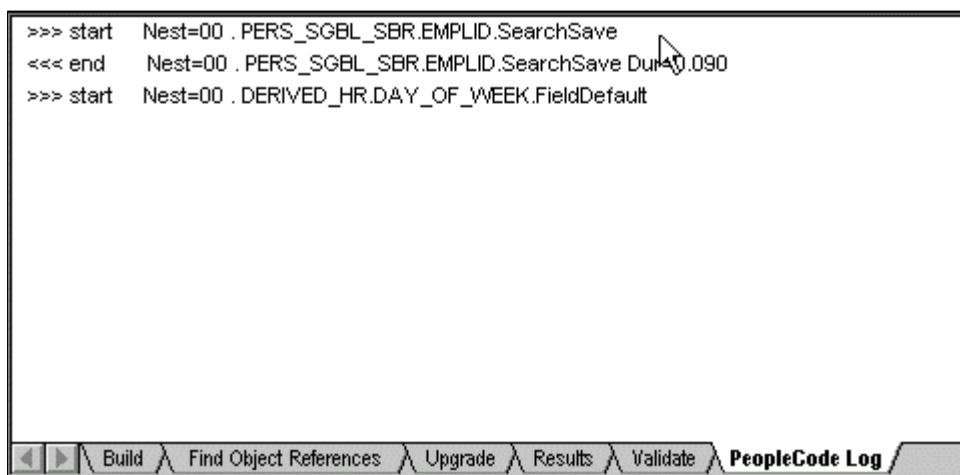 >>> start Nest=00 . PERS_SGBL_SBR.EMPLID.SearchSave
<<< end Nest=00 . PERS_SGBL_SBR.EMPLID.SearchSave 0.090
>>> start Nest=00 . DERIVED_HR.DAY_OF_WEEK.FieldDefault
Build Find Object References Upgrade Results Validate PeopleCode Log